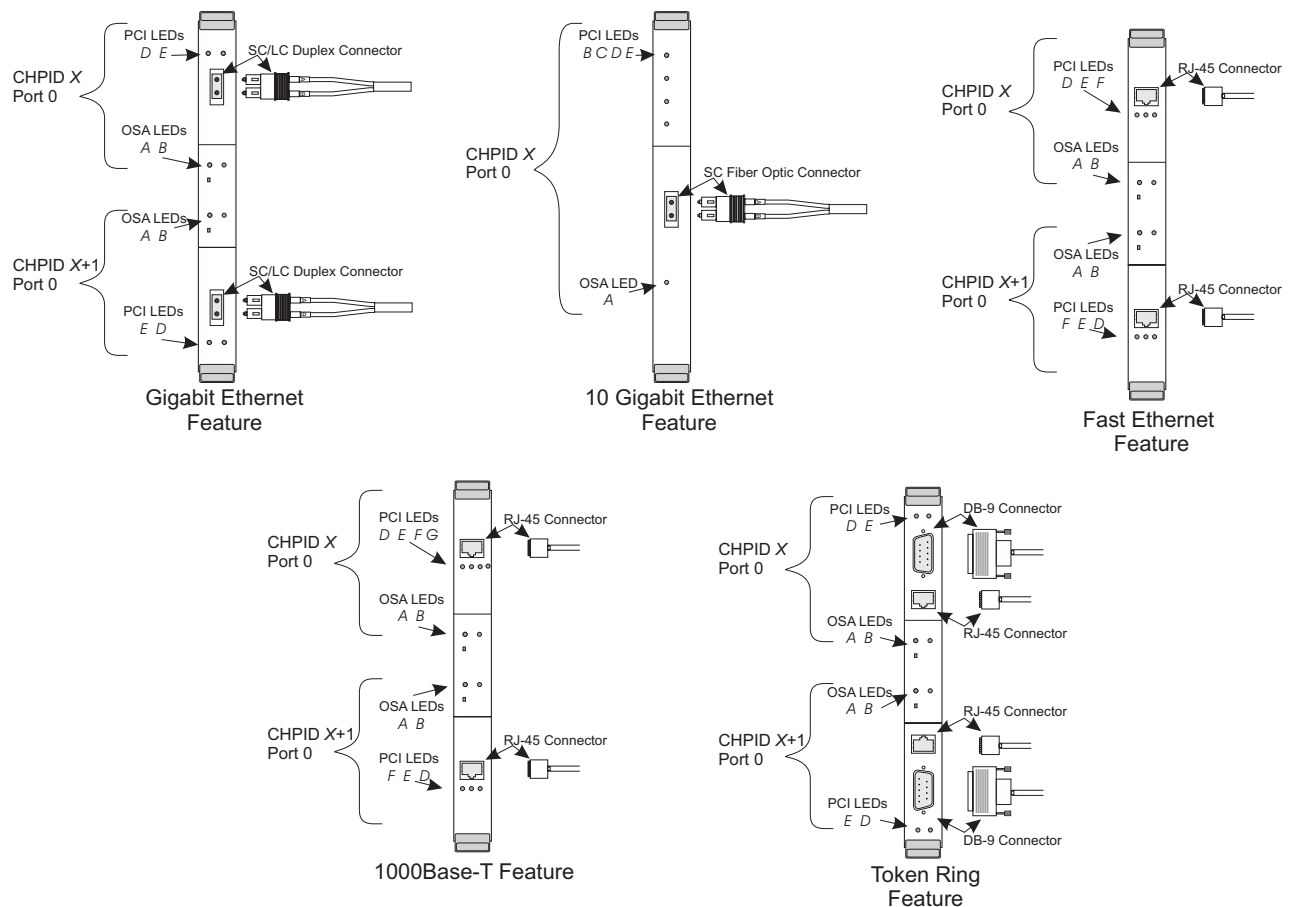 PCI LEDs
D E
SC/LC Duplex Connector
CHPID X
Port 0
OSA LEDs
A B
OSA LEDs
A B
CHPID X+1
Port 0
SC/LC Duplex Connector
PCI LEDs
E D
Gigabit Ethernet
Feature
PCI LEDs
B C D E
CHPID X
Port 0
SC Fiber Optic Connector
OSA LED
A
10 Gigabit Ethernet
Feature
PCI LEDs
D E F
RJ-45 Connector
CHPID X
Port 0
OSA LEDs
A B
OSA LEDs
A B
CHPID X+1
Port 0
RJ-45 Connector
PCI LEDs
F E D
Fast Ethernet
Feature
PCI LEDs
D E F G
RJ-45 Connector
CHPID X
Port 0
OSA LEDs
A B
OSA LEDs
A B
CHPID X+1
Port 0
RJ-45 Connector
PCI LEDs
F E D
1000Base-T Feature
PCI LEDs
D E
DB-9 Connector
CHPID X
Port 0
OSA LEDs
A B
RJ-45 Connector
OSA LEDs
A B
RJ-45 Connector
CHPID X+1
Port 0
PCI LEDs
E D
DB-9 Connector
Token Ring
Feature